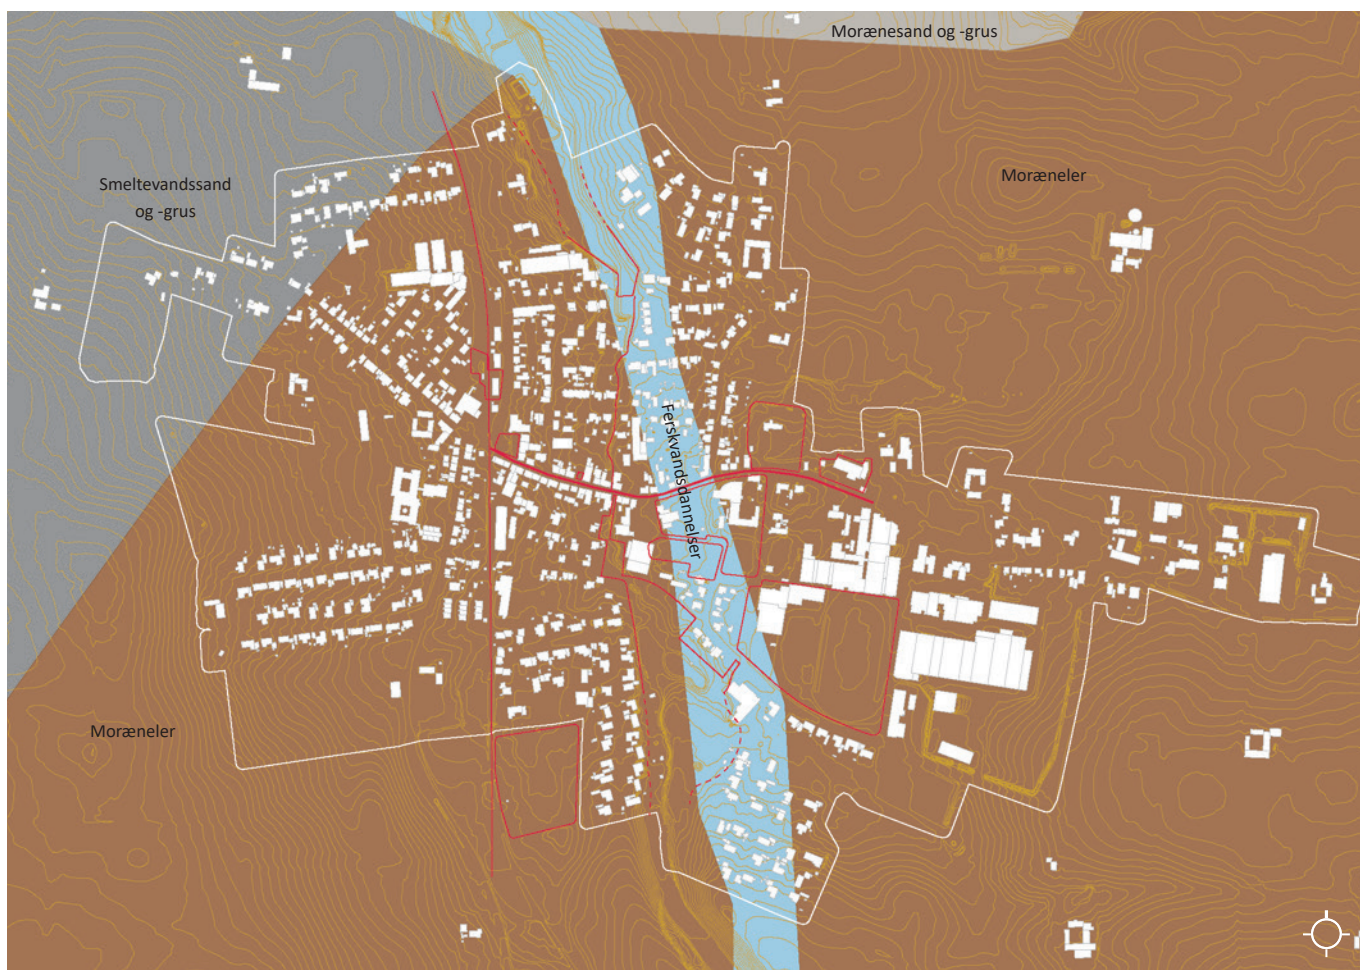 Morænesand og -grus
Moræneler
Smeltevandssand
og -grus
Ferskvandsdannelser
Moræneler